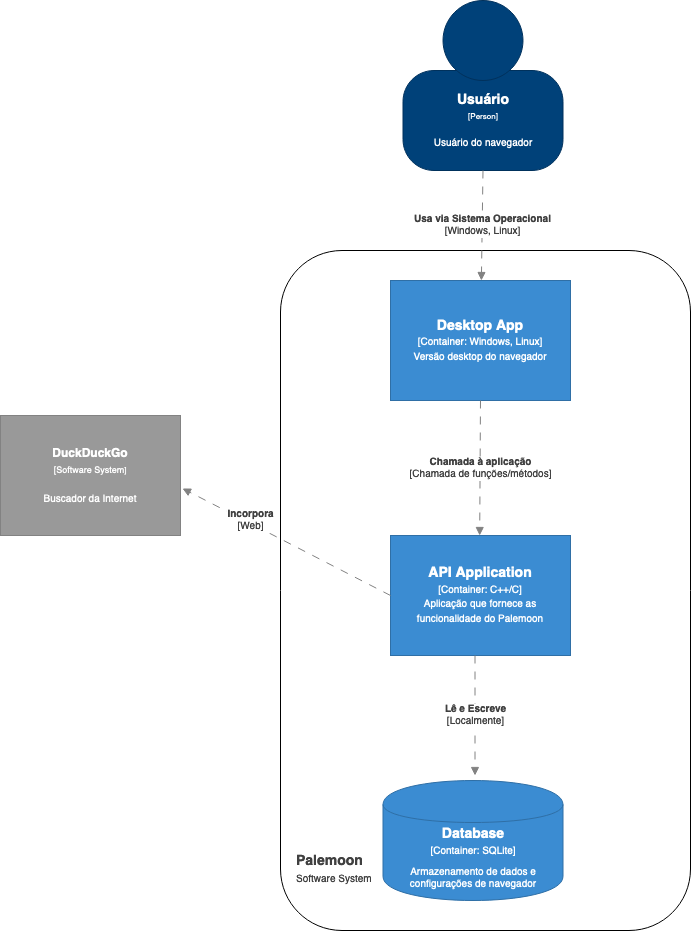 Usuário
[Person]
Usuário do navegador
Usa via Sistema Operacional
[Windows, Linux]
Desktop App
[Container: Windows, Linux]
Versão desktop do navegador
Chamada à aplicação
[Chamada de funções/métodos]
DuckDuckGo
[Software System]
Buscador da Internet
Incorpora
[Web]
API Application
[Container: C++/C]
Aplicação que fornece as
funcionalidade do Palemoon
Lê e Escreve
[Localmente]
Database
[Container: SQLite]
Armazenamento de dados e
configurações de navegador
Palemoon
Software System